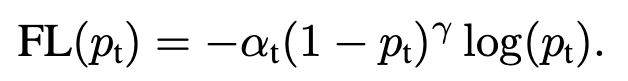 FL(pₜ) = −αₜ(1 − pₜ)ᵞ log(pₜ).